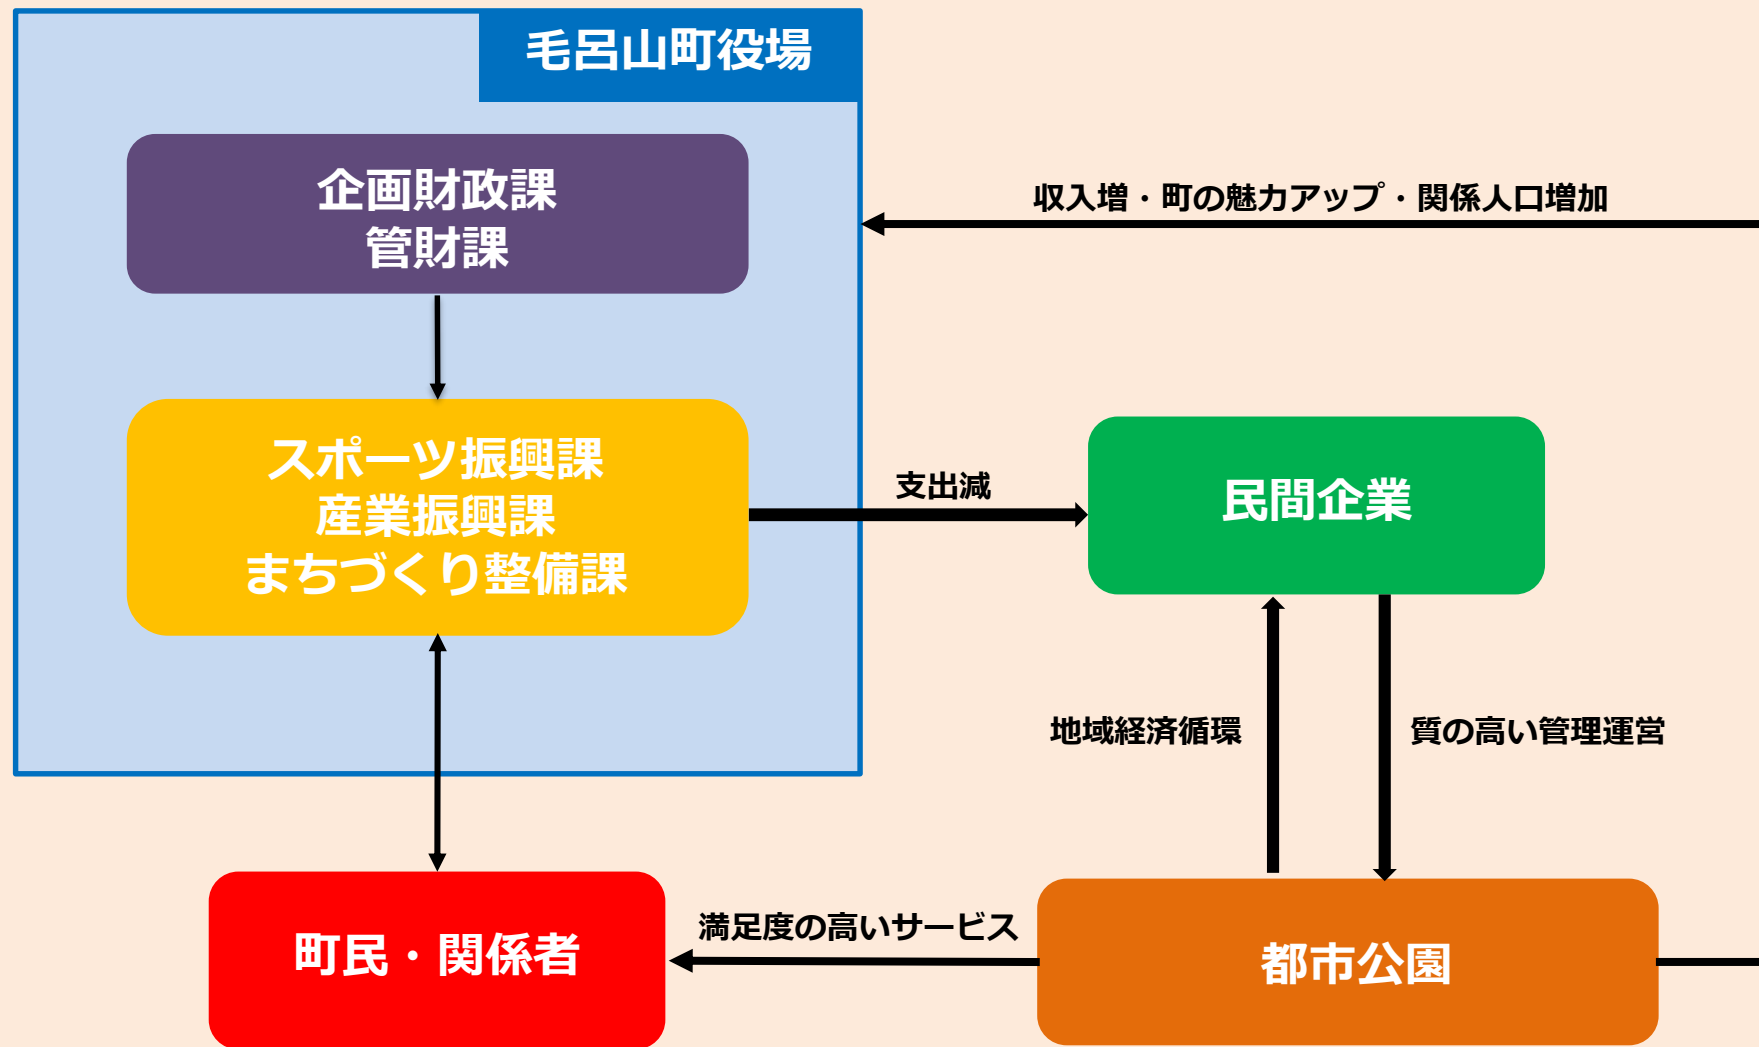 毛呂山町役場
企画財政課
管財課
収入増・町の魅力アップ・関係人口増加
スポーツ振興課
産業振興課
まちづくり整備課
支出減
民間企業
地域経済循環
質の高い管理運営
町民・関係者
満足度の高いサービス
都市公園